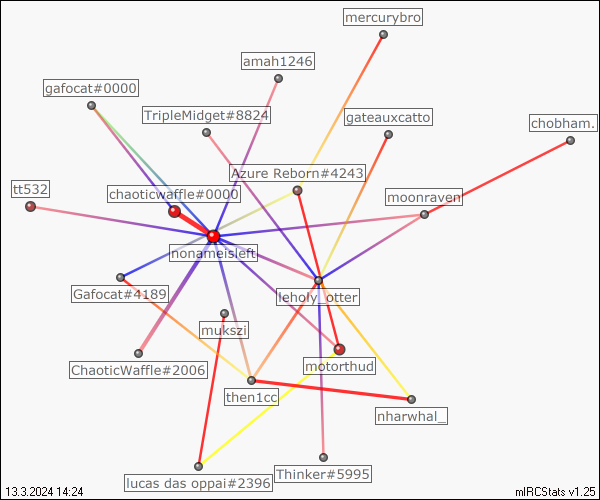 mercurybro
amah1246
gafocat#0000
TripleMidget#8824
gateauxcatto
chobham.
Azure Reborn#4243
tt532
chaoticwaffle#0000
moonraven
nonameisleft
Gafocat#4189
leholy_otter
mukszi
ChaoticWaffle#2006
motorthud
then1cc
nharwhal_
Thinker#5995
lucas das oppai#2396
13.3.2024 14:24
mIRCStats v1.25